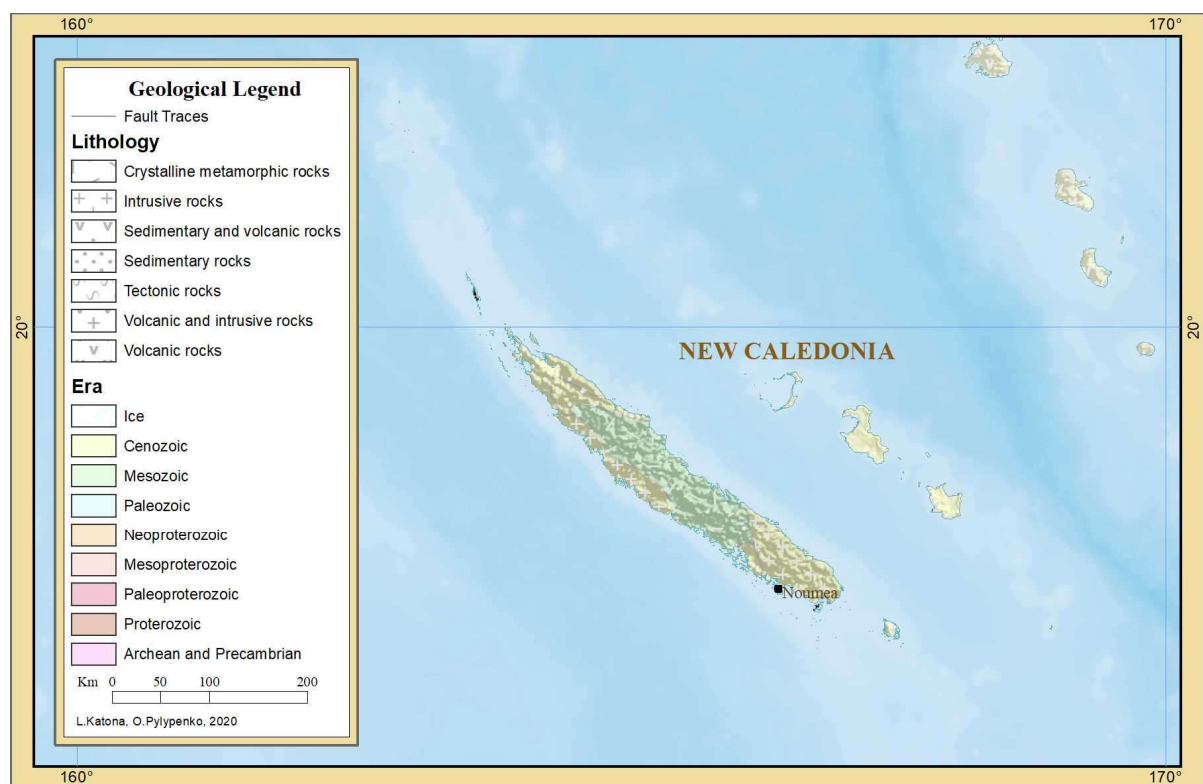 160°
170°
Geological Legend
Fault Traces
Lithology
Crystalline metamorphic rocks
Intrusive rocks
Sedimentary and volcanic rocks
Sedimentary rocks
Tectonic rocks
Volcanic and intrusive rocks
Volcanic rocks
Era
Ice
Cenozoic
Mesozoic
Paleozoic
Neoproterozoic
Mesoproterozoic
Paleoproterozoic
Proterozoic
Archean and Precambrian
Km 0 50 100 200
L.Katona, O.Pylypenko, 2020
20°
20°
NEW CALEDONIA
Noumea
160°
170°